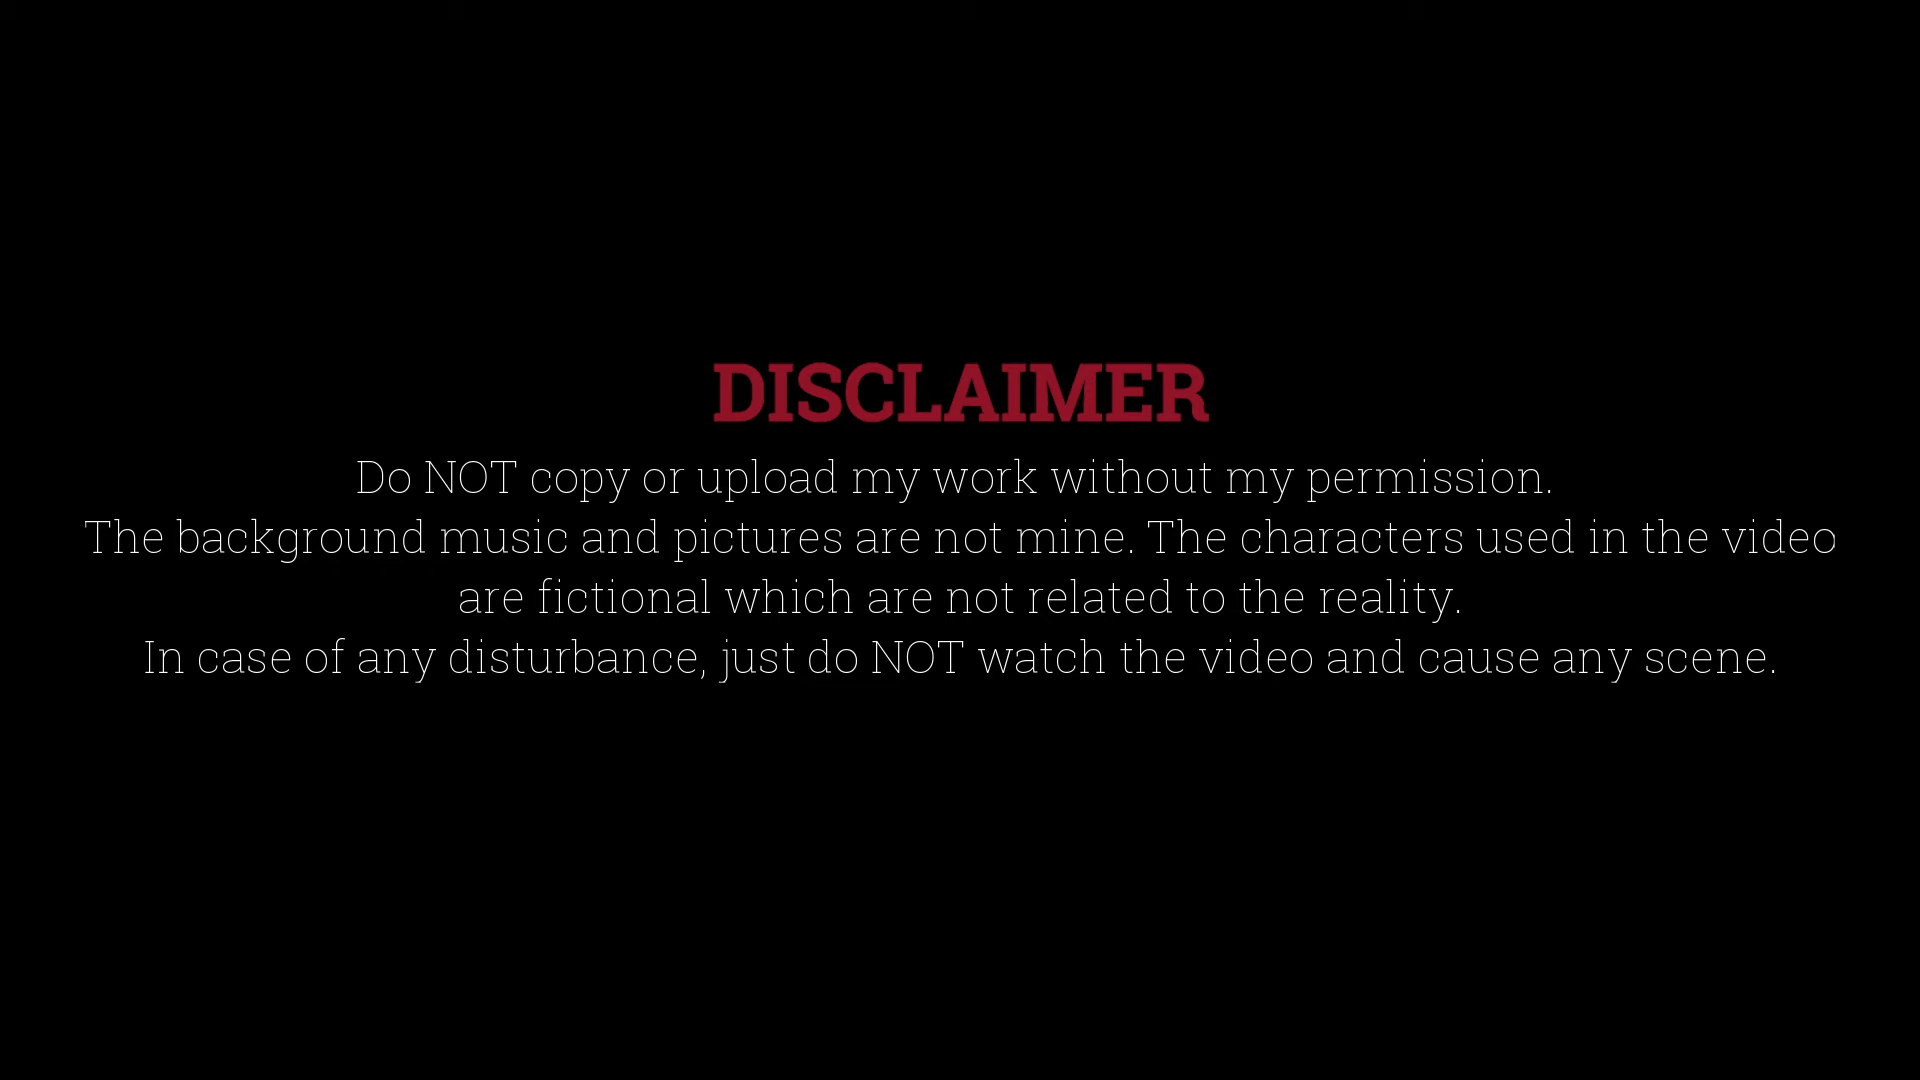 DISCLAIMER
Do NOT copy or upload my work without my permission.
The background music and pictures are not mine. The characters used in the video
are fictional which are not related to the reality.
In case of any disturbance, just do NOT watch the video and cause any scene.